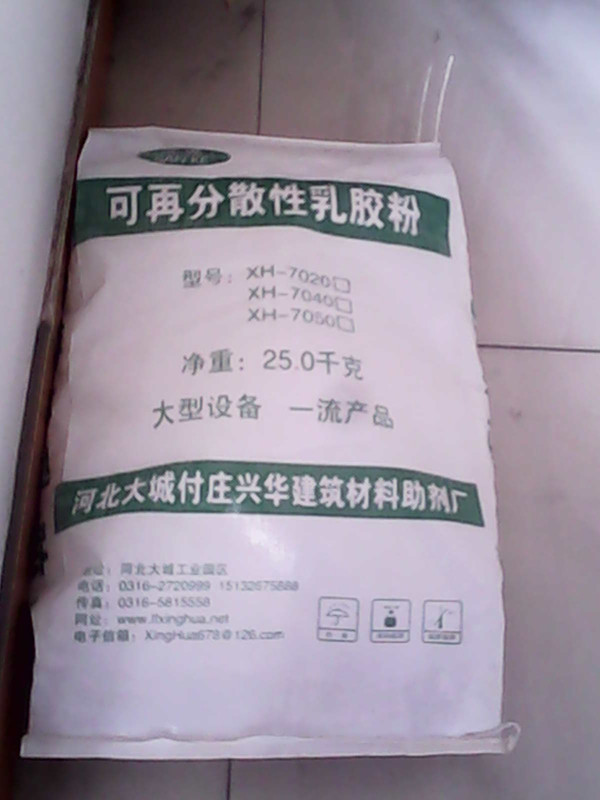 可再分散性乳胶粉
型号: XH-7020□
XH-7040□
XH-7050□
净重: 25.0千克
大型设备 一流产品
河北大城付庄兴华建筑材料助剂厂
地址: 河北大城工业园区
电话: 0316-2720999 15132675888
传真: 0316-5815558
网址: www.lfxinghua.net
电子信箱: XingHua678@126.com